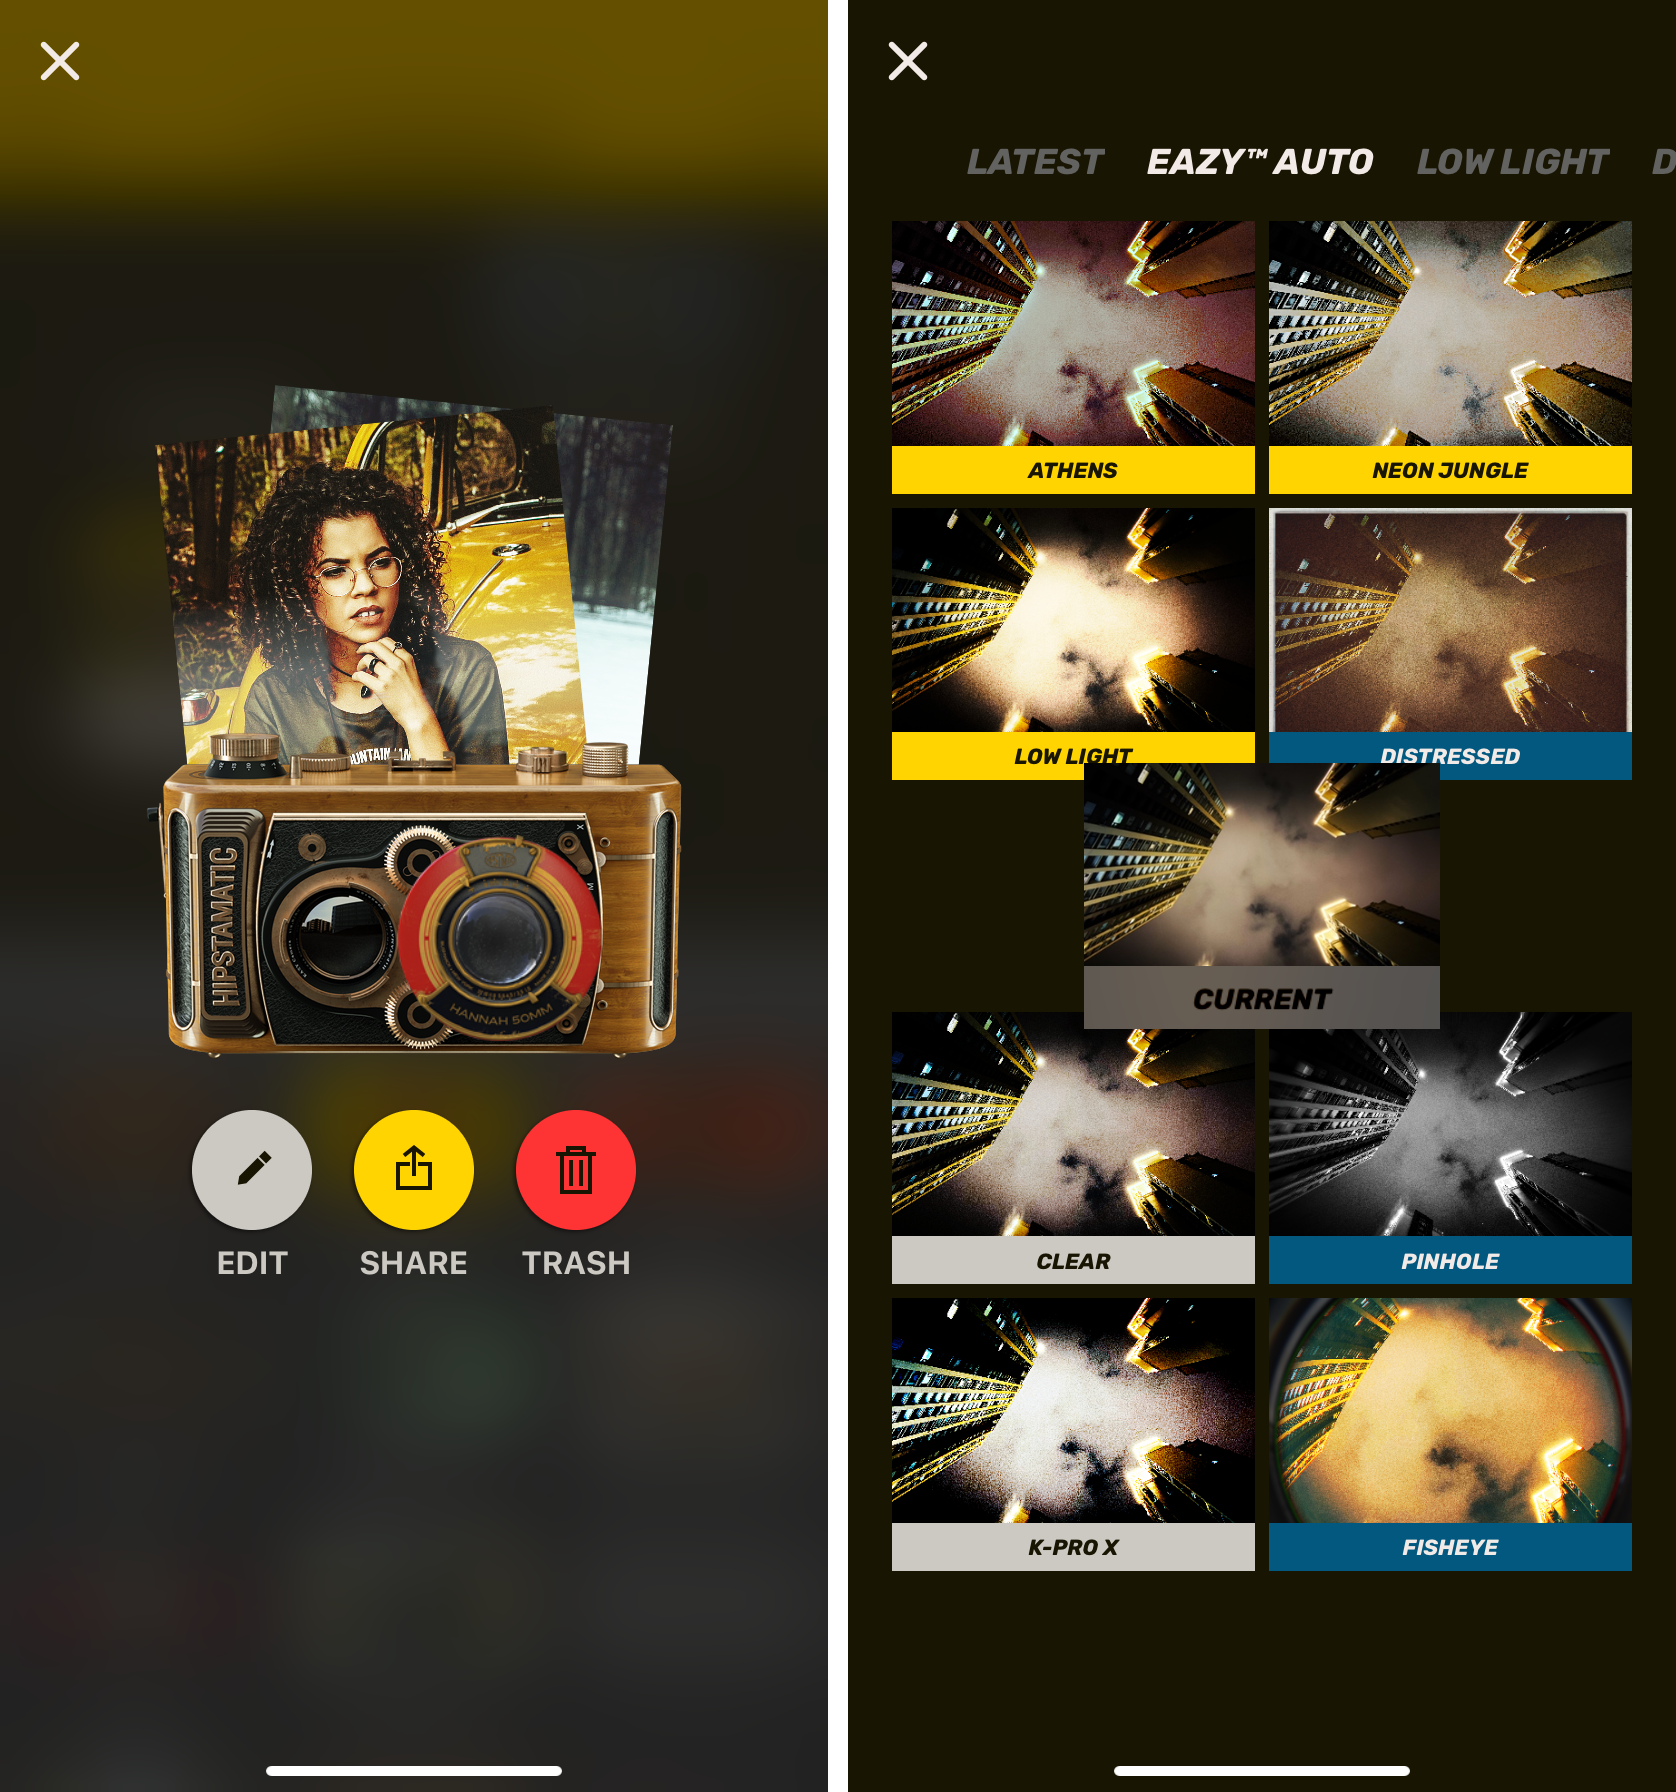 UNTAIN
HIPSTAMATIC
X
M
HANNAH 50MM
EDIT
SHARE
TRASH
LATEST
EAZY™ AUTO
LOW LIGHT
D
ATHENS
NEON JUNGLE
LOW LIGHT
DISTRESSED
CURRENT
CLEAR
PINHOLE
K-PRO X
FISHEYE